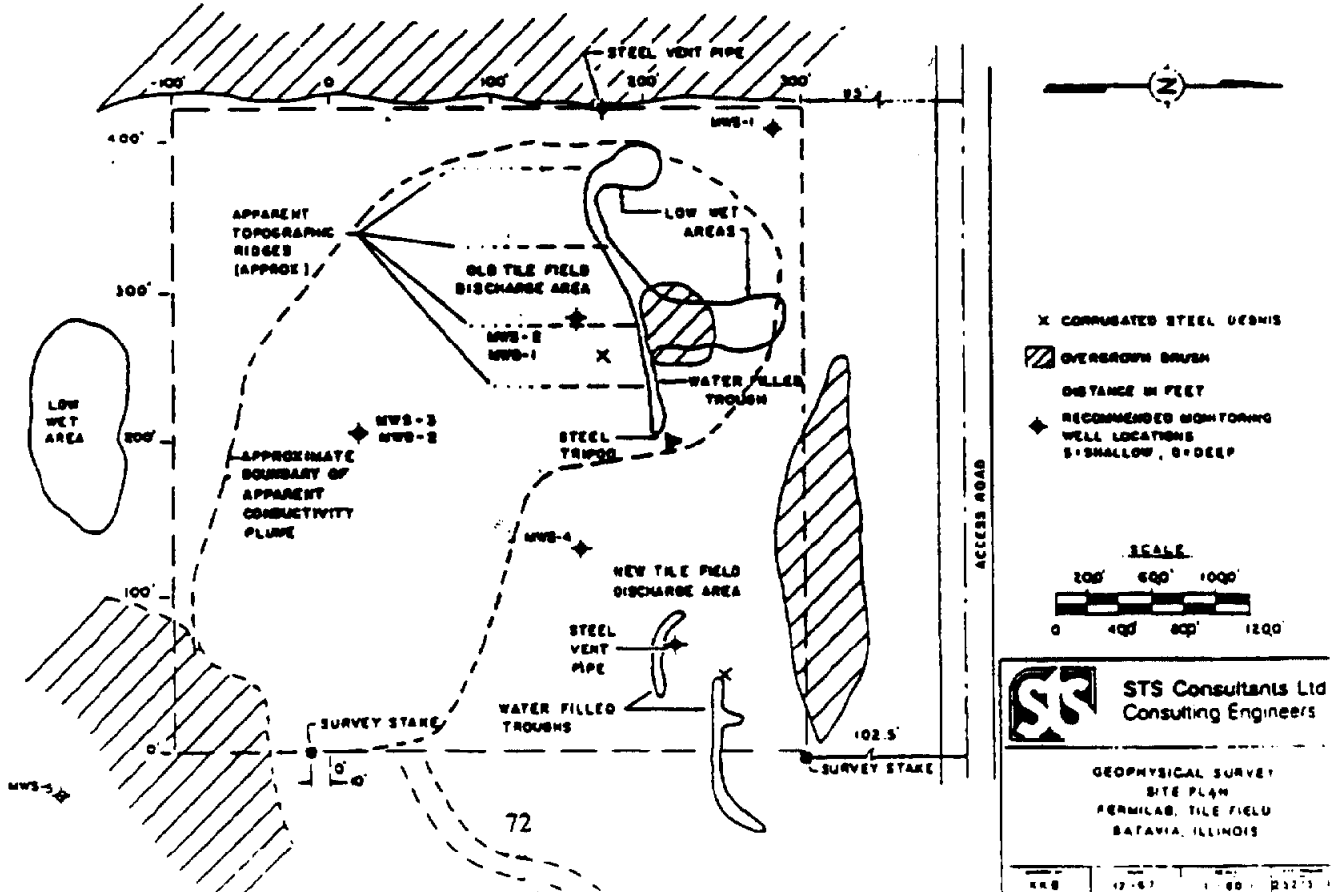 STEEL VENT PIPE
-100'
0
100'
200'
300'
95'
MWS-1
400'
N
APPARENT
TOPOGRAPHIC
RIDGES
(APPROX)
LOW WET
AREAS
OLD TILE FIELD
DISCHARGE AREA
300'
MWS-2
MWD-1
WATER FILLED
TROUGH
LOW
WET
AREA
200'
MWS-3
MWD-2
STEEL
TRIPOD
APPROXIMATE
BOUNDARY OF
APPARENT
CONDUCTIVITY
PLUME
MWS-4
NEW TILE FIELD
DISCHARGE AREA
100'
STEEL
VENT
PIPE
WATER FILLED
TROUGHS
SURVEY STAKE
0'
0'
10'
102.5'
SURVEY STAKE
MWS-5
72
ACCESS ROAD
X CORRUGATED STEEL DEBRIS
OVERGROWN BRUSH
DISTANCE IN FEET
RECOMMENDED MONITORING
WELL LOCATIONS
S=SHALLOW, D=DEEP
SCALE
200' 600' 1000'
0 400' 800' 1200'
STS
STS Consultants Ltd
Consulting Engineers
GEOPHYSICAL SURVEY
SITE PLAN
FERMILAB, TILE FIELD
BATAVIA, ILLINOIS